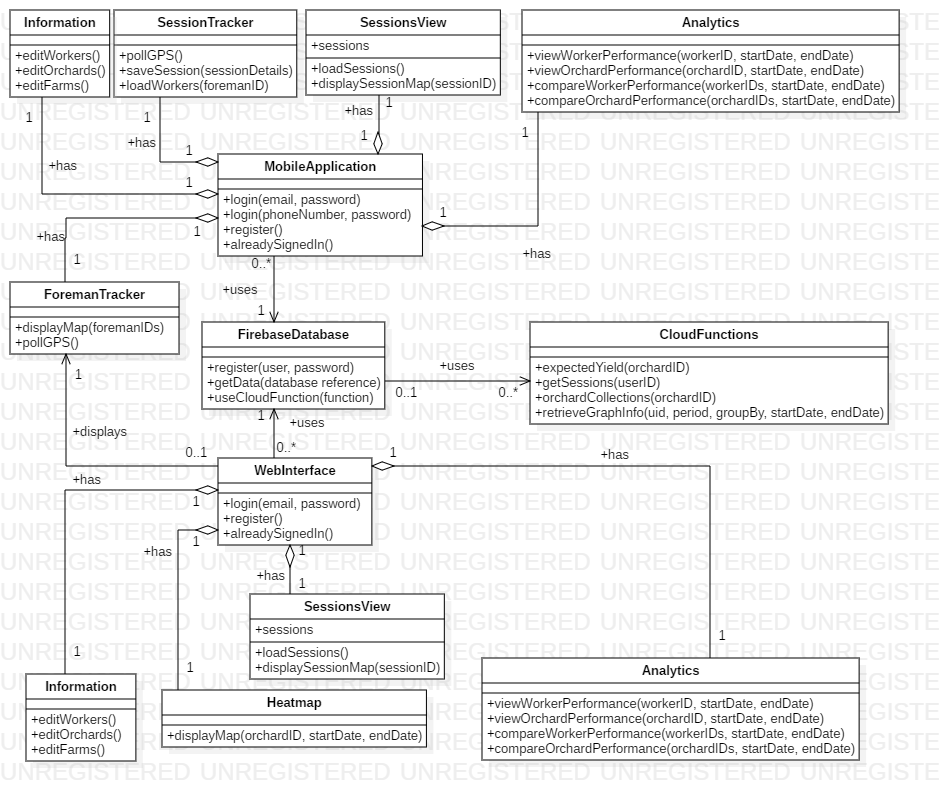 Information
+editWorkers()
+editOrchards()
+editFarms()
SessionTracker
+pollGPS()
+saveSession(sessionDetails)
+loadWorkers(foremanID)
SessionsView
+sessions
+loadSessions()
+displaySessionMap(sessionID)
Analytics
+viewWorkerPerformance(workerID, startDate, endDate)
+viewOrchardPerformance(orchardID, startDate, endDate)
+compareWorkerPerformance(workerIDs, startDate, endDate)
+compareOrchardPerformance(orchardIDs, startDate, endDate)
1
+has
1
1
+has
1
1
+has
1
1
+has
1
MobileApplication
+login(email, password)
+login(phoneNumber, password)
+register()
+alreadySignedIn()
1
+has
1
ForemanTracker
+displayMap(foremanIDs)
+pollGPS()
0..*
+uses
1
FirebaseDatabase
+register(user, password)
+getData(database reference)
+useCloudFunction(function)
+uses
0..1
0..*
CloudFunctions
+expectedYield(orchardID)
+getSessions(userID)
+orchardCollections(orchardID)
+retrieveGraphInfo(uid, period, groupBy, startDate, endDate)
1
+displays
0..1
1
+uses
0..*
WebInterface
+login(email, password)
+register()
+alreadySignedIn()
1
+has
1
+has
1
1
1
+has
1
1
+has
1
SessionsView
+sessions
+loadSessions()
+displaySessionMap(sessionID)
Information
+editWorkers()
+editOrchards()
+editFarms()
Heatmap
+displayMap(orchardID, startDate, endDate)
Analytics
+viewWorkerPerformance(workerID, startDate, endDate)
+viewOrchardPerformance(orchardID, startDate, endDate)
+compareWorkerPerformance(workerIDs, startDate, endDate)
+compareOrchardPerformance(orchardIDs, startDate, endDate)
UNREGISTERED